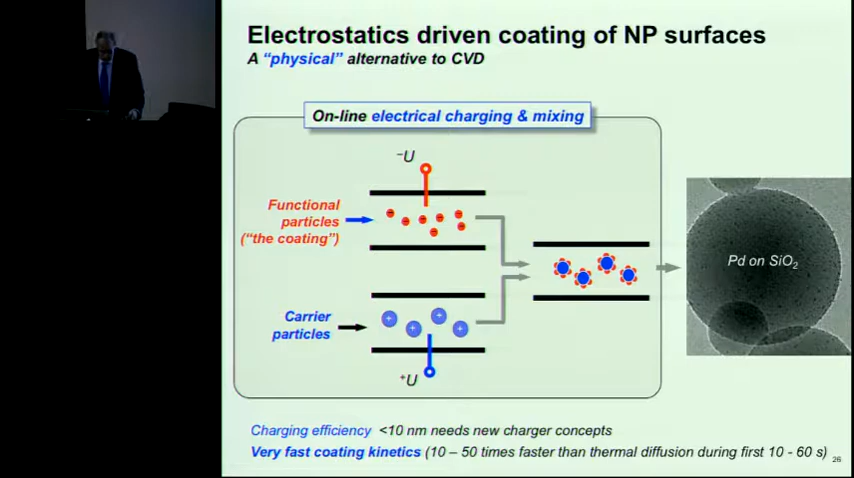 Electrostatics driven coating of NP surfaces
A “physical” alternative to CVD
On-line electrical charging & mixing
–U
Functional
particles
(“the coating”)
Carrier
particles
+U
Pd on SiO2
Charging efficiency <10 nm needs new charger concepts
Very fast coating kinetics (10 – 50 times faster than thermal diffusion during first 10 - 60 s)
26